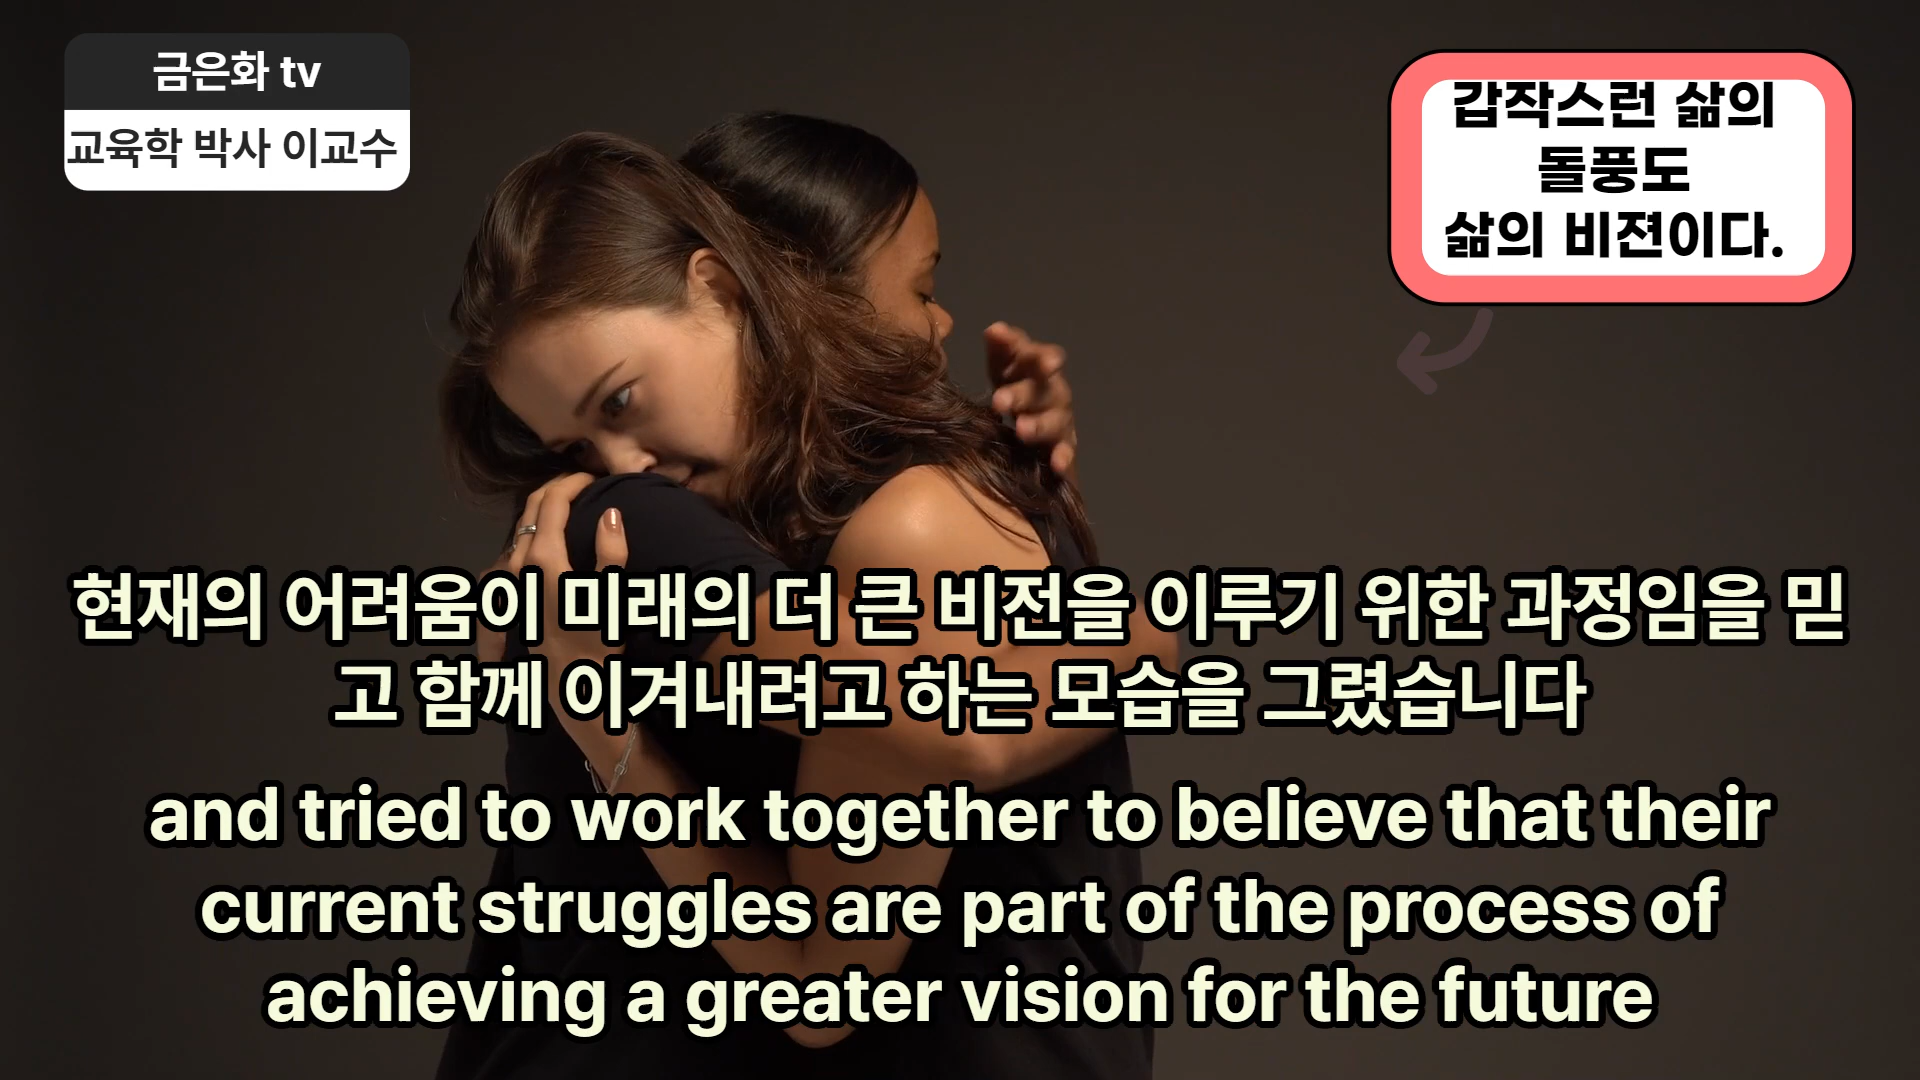 금은화 tv
교육학 박사 이교수
갑작스런 삶의
돌풍도
삶의 비젼이다.
현재의 어려움이 미래의 더 큰 비전을 이루기 위한 과정임을 믿
고 함께 이겨내려고 하는 모습을 그렸습니다
and tried to work together to believe that their
current struggles are part of the process of
achieving a greater vision for the future